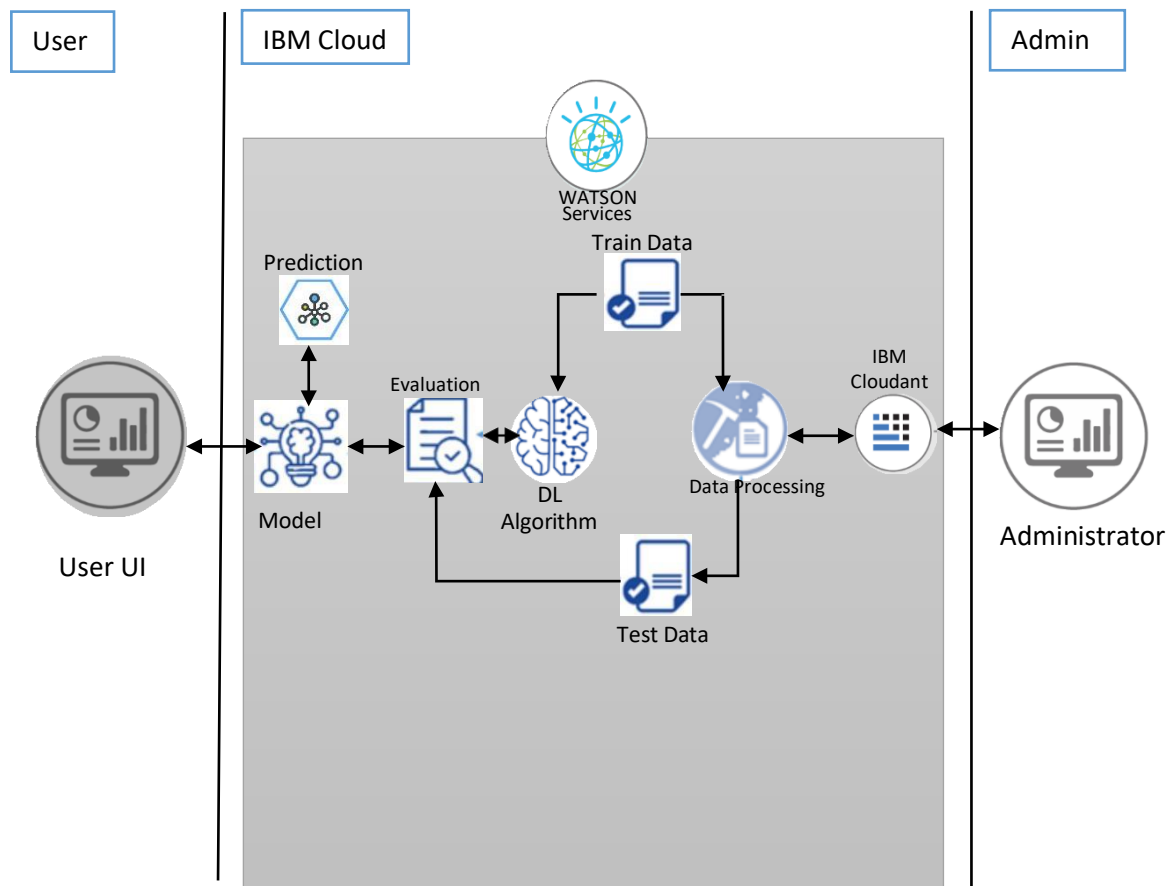 User
IBM Cloud
Admin
WATSON
Services
Train Data
Prediction
IBM
Cloudant
Evaluation
Data Processing
DL
Algorithm
Model
Administrator
User UI
Test Data